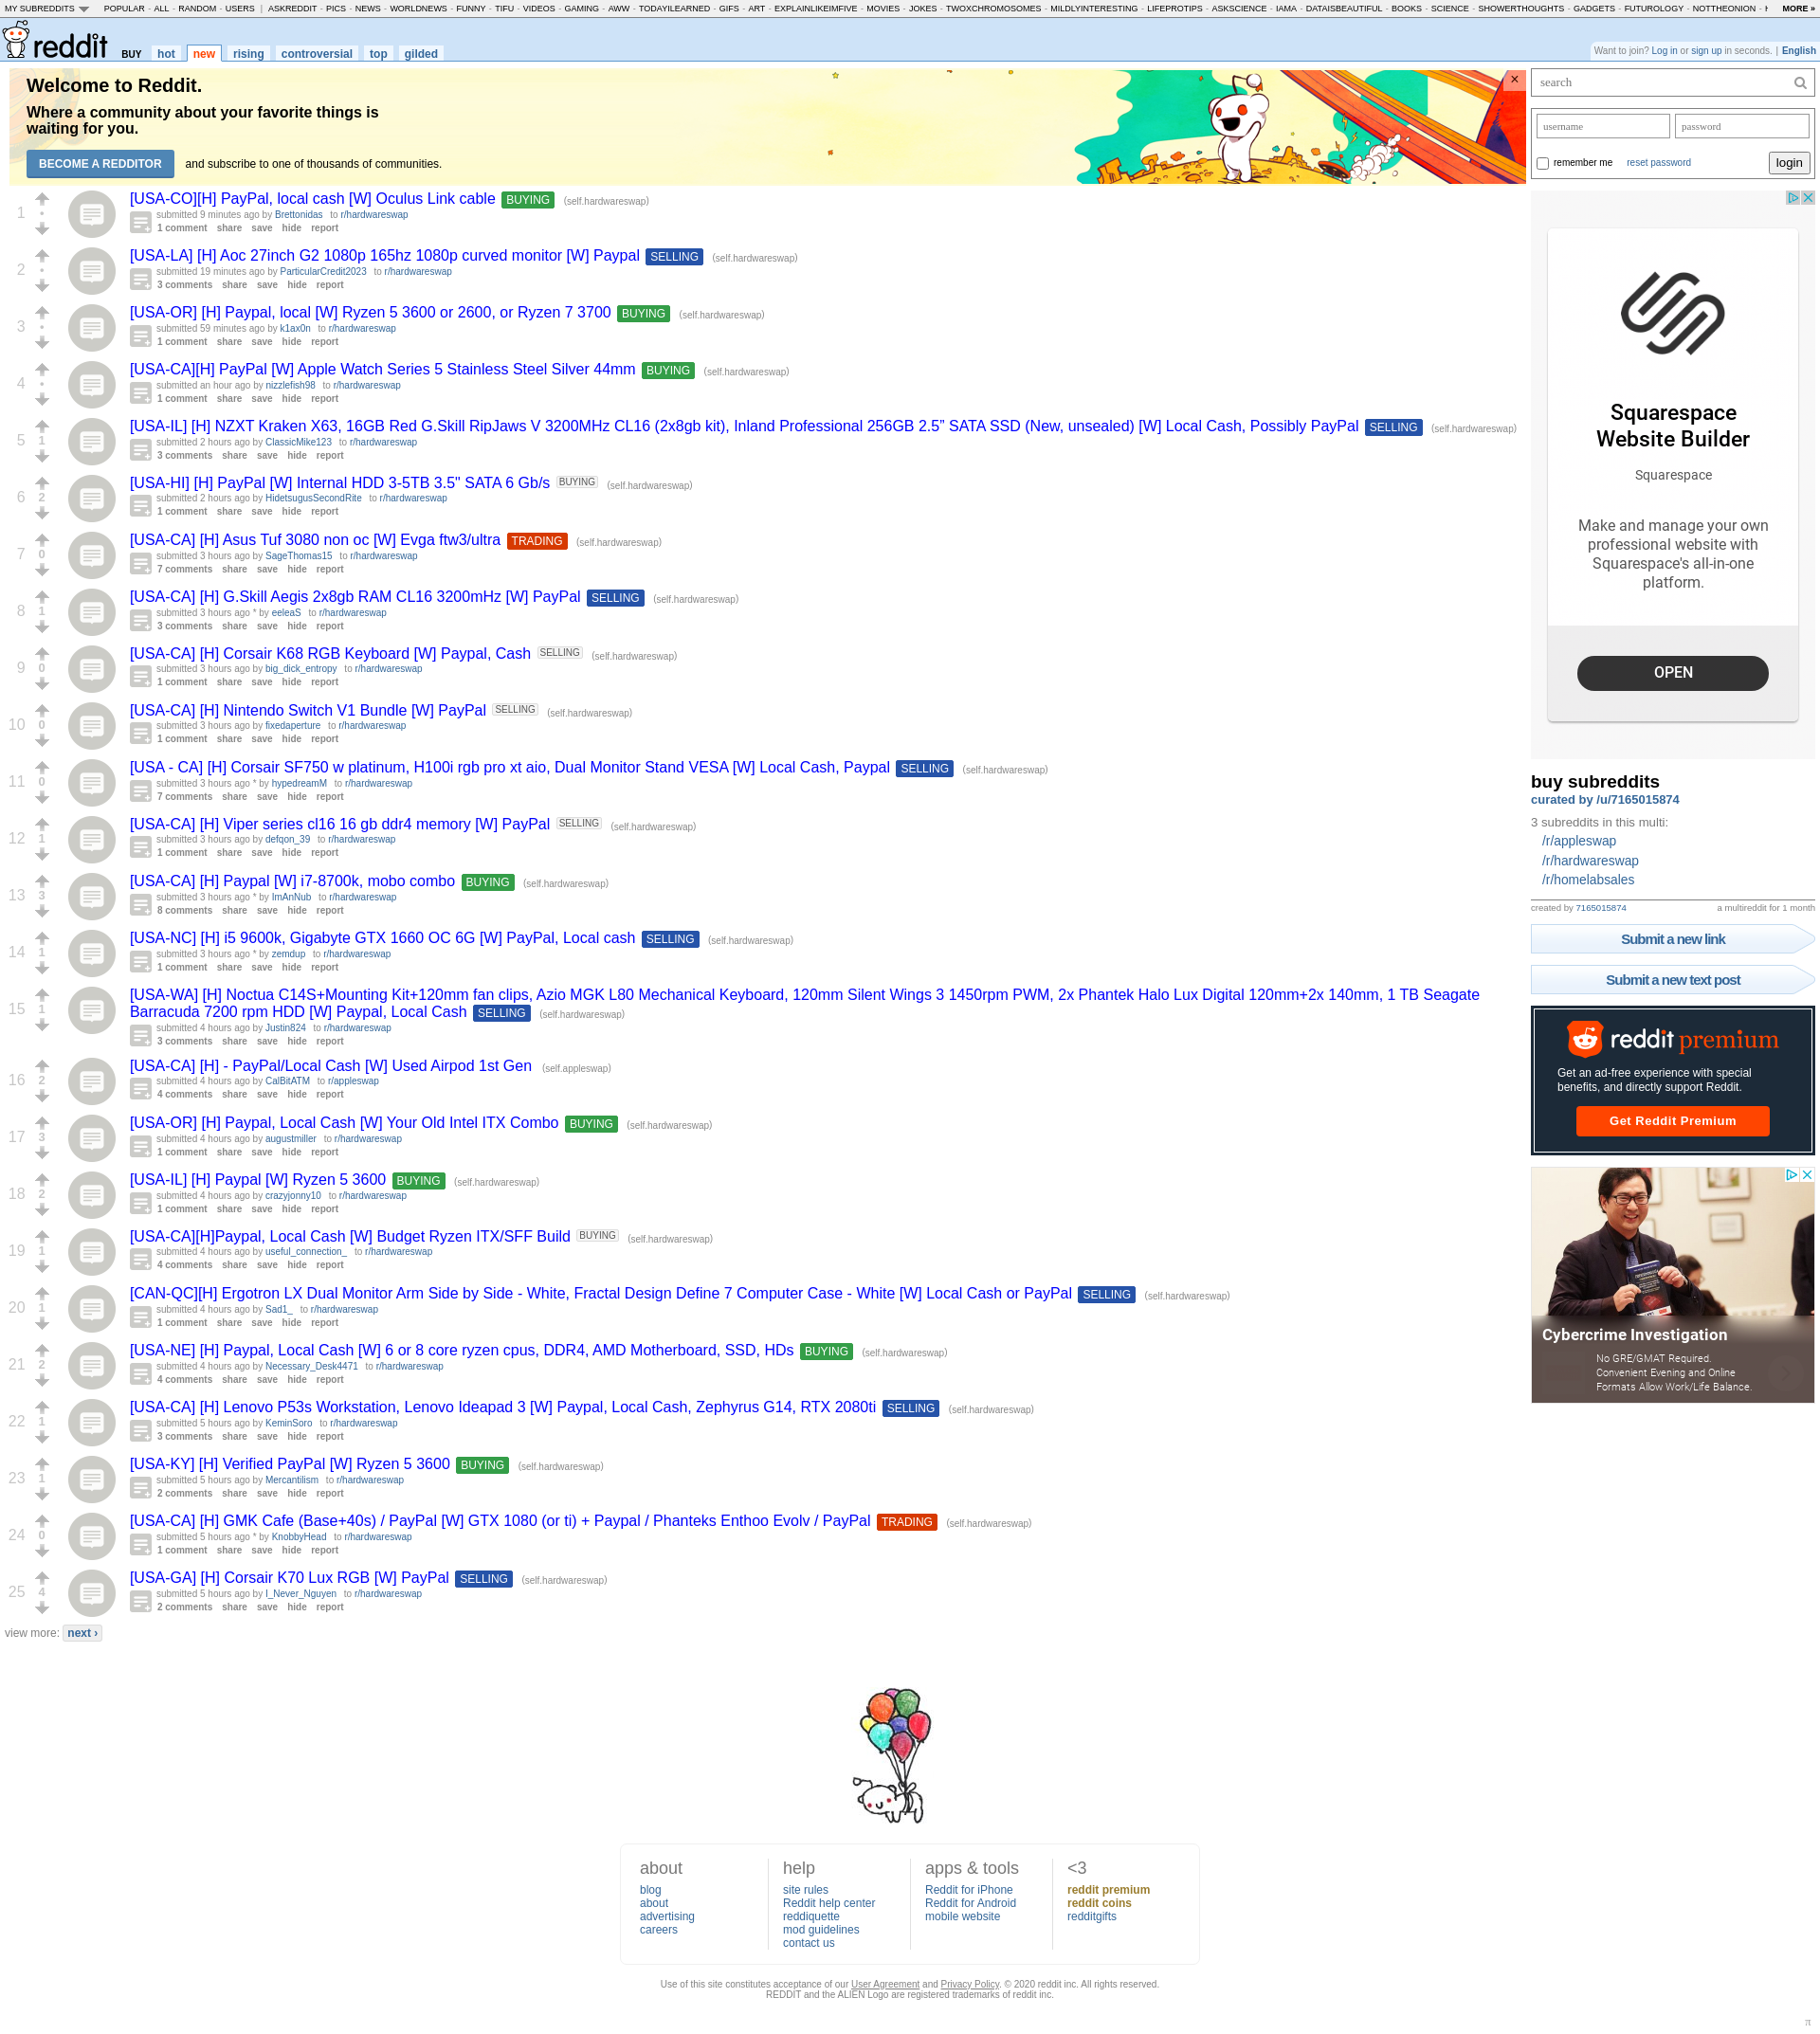 MY SUBREDDITS POPULAR - ALL - RANDOM - USERS | ASKREDDIT - PICS - NEWS - WORLDNEWS - FUNNY - TIFU - VIDEOS - GAMING - AWW - TODAYILEARNED - GIFS - ART - EXPLAINLIKEIMFIVE - MOVIES - JOKES - TWOXCHROMOSOMES - MILDLYINTERESTING - LIFEPROTIPS - ASKSCIENCE - IAMA - DATAISBEAUTIFUL - BOOKS - SCIENCE - SHOWERTHOUGHTS - GADGETS - FUTUROLOGY - NOTTHEONION - MORE »
reddit BUY hot new rising controversial top gilded
Want to join? Log in or sign up in seconds. | English
Welcome to Reddit.
Where a community about your favorite things is
waiting for you.
BECOME A REDDITOR and subscribe to one of thousands of communities.
1
[USA-CO][H] PayPal, local cash [W] Oculus Link cable BUYING (self.hardwareswap)
submitted 9 minutes ago by Brettonidas to r/hardwareswap
1 comment share save hide report
2
[USA-LA] [H] Aoc 27inch G2 1080p 165hz 1080p curved monitor [W] Paypal SELLING (self.hardwareswap)
submitted 19 minutes ago by ParticularCredit2023 to r/hardwareswap
3 comments share save hide report
3
[USA-OR] [H] Paypal, local [W] Ryzen 5 3600 or 2600, or Ryzen 7 3700 BUYING (self.hardwareswap)
submitted 59 minutes ago by k1ax0n to r/hardwareswap
1 comment share save hide report
4
[USA-CA][H] PayPal [W] Apple Watch Series 5 Stainless Steel Silver 44mm BUYING (self.hardwareswap)
submitted an hour ago by nizzlefish98 to r/hardwareswap
1 comment share save hide report
5 1
[USA-IL] [H] NZXT Kraken X63, 16GB Red G.Skill RipJaws V 3200MHz CL16 (2x8gb kit), Inland Professional 256GB 2.5” SATA SSD (New, unsealed) [W] Local Cash, Possibly PayPal SELLING (self.hardwareswap)
submitted 2 hours ago by ClassicMike123 to r/hardwareswap
3 comments share save hide report
6 2
[USA-HI] [H] PayPal [W] Internal HDD 3-5TB 3.5" SATA 6 Gb/s BUYING (self.hardwareswap)
submitted 2 hours ago by HidetsugusSecondRite to r/hardwareswap
1 comment share save hide report
7 0
[USA-CA] [H] Asus Tuf 3080 non oc [W] Evga ftw3/ultra TRADING (self.hardwareswap)
submitted 3 hours ago by SageThomas15 to r/hardwareswap
7 comments share save hide report
8 1
[USA-CA] [H] G.Skill Aegis 2x8gb RAM CL16 3200mHz [W] PayPal SELLING (self.hardwareswap)
submitted 3 hours ago * by eeleaS to r/hardwareswap
3 comments share save hide report
9 0
[USA-CA] [H] Corsair K68 RGB Keyboard [W] Paypal, Cash SELLING (self.hardwareswap)
submitted 3 hours ago by big_dick_entropy to r/hardwareswap
1 comment share save hide report
10 0
[USA-CA] [H] Nintendo Switch V1 Bundle [W] PayPal SELLING (self.hardwareswap)
submitted 3 hours ago by fixedaperture to r/hardwareswap
1 comment share save hide report
11 0
[USA - CA] [H] Corsair SF750 w platinum, H100i rgb pro xt aio, Dual Monitor Stand VESA [W] Local Cash, Paypal SELLING (self.hardwareswap)
submitted 3 hours ago * by hypedreamM to r/hardwareswap
7 comments share save hide report
12 1
[USA-CA] [H] Viper series cl16 16 gb ddr4 memory [W] PayPal SELLING (self.hardwareswap)
submitted 3 hours ago by defqon_39 to r/hardwareswap
1 comment share save hide report
13 3
[USA-CA] [H] Paypal [W] i7-8700k, mobo combo BUYING (self.hardwareswap)
submitted 3 hours ago * by ImAnNub to r/hardwareswap
8 comments share save hide report
14 1
[USA-NC] [H] i5 9600k, Gigabyte GTX 1660 OC 6G [W] PayPal, Local cash SELLING (self.hardwareswap)
submitted 3 hours ago * by zemdup to r/hardwareswap
1 comment share save hide report
15 1
[USA-WA] [H] Noctua C14S+Mounting Kit+120mm fan clips, Azio MGK L80 Mechanical Keyboard, 120mm Silent Wings 3 1450rpm PWM, 2x Phantek Halo Lux Digital 120mm+2x 140mm, 1 TB Seagate
Barracuda 7200 rpm HDD [W] Paypal, Local Cash SELLING (self.hardwareswap)
submitted 4 hours ago by Justin824 to r/hardwareswap
3 comments share save hide report
16 2
[USA-CA] [H] - PayPal/Local Cash [W] Used Airpod 1st Gen (self.appleswap)
submitted 4 hours ago by CalBitATM to r/appleswap
4 comments share save hide report
17 3
[USA-OR] [H] Paypal, Local Cash [W] Your Old Intel ITX Combo BUYING (self.hardwareswap)
submitted 4 hours ago by augustmiller to r/hardwareswap
1 comment share save hide report
18 2
[USA-IL] [H] Paypal [W] Ryzen 5 3600 BUYING (self.hardwareswap)
submitted 4 hours ago by crazyjonny10 to r/hardwareswap
1 comment share save hide report
19 1
[USA-CA][H]Paypal, Local Cash [W] Budget Ryzen ITX/SFF Build BUYING (self.hardwareswap)
submitted 4 hours ago by useful_connection_ to r/hardwareswap
4 comments share save hide report
20 1
[CAN-QC][H] Ergotron LX Dual Monitor Arm Side by Side - White, Fractal Design Define 7 Computer Case - White [W] Local Cash or PayPal SELLING (self.hardwareswap)
submitted 4 hours ago by Sad1_ to r/hardwareswap
1 comment share save hide report
21 2
[USA-NE] [H] Paypal, Local Cash [W] 6 or 8 core ryzen cpus, DDR4, AMD Motherboard, SSD, HDs BUYING (self.hardwareswap)
submitted 4 hours ago by Necessary_Desk4471 to r/hardwareswap
4 comments share save hide report
22 1
[USA-CA] [H] Lenovo P53s Workstation, Lenovo Ideapad 3 [W] Paypal, Local Cash, Zephyrus G14, RTX 2080ti SELLING (self.hardwareswap)
submitted 5 hours ago by KeminSoro to r/hardwareswap
3 comments share save hide report
23 1
[USA-KY] [H] Verified PayPal [W] Ryzen 5 3600 BUYING (self.hardwareswap)
submitted 5 hours ago by Mercantilism to r/hardwareswap
2 comments share save hide report
24 0
[USA-CA] [H] GMK Cafe (Base+40s) / PayPal [W] GTX 1080 (or ti) + Paypal / Phanteks Enthoo Evolv / PayPal TRADING (self.hardwareswap)
submitted 5 hours ago * by KnobbyHead to r/hardwareswap
1 comment share save hide report
25 4
[USA-GA] [H] Corsair K70 Lux RGB [W] PayPal SELLING (self.hardwareswap)
submitted 5 hours ago by I_Never_Nguyen to r/hardwareswap
2 comments share save hide report
view more: next ›
search
username password
remember me reset password login
Squarespace
Website Builder
Squarespace
Make and manage your own
professional website with
Squarespace's all-in-one
platform.
OPEN
buy subreddits
curated by /u/7165015874
3 subreddits in this multi:
/r/appleswap
/r/hardwareswap
/r/homelabsales
created by 7165015874 a multireddit for 1 month
Submit a new link
Submit a new text post
reddit premium
Get an ad-free experience with special
benefits, and directly support Reddit.
Get Reddit Premium
Cybercrime Investigation
No GRE/GMAT Required.
Convenient Evening and Online
Formats Allow Work/Life Balance.
about
blog
about
advertising
careers
help
site rules
Reddit help center
reddiquette
mod guidelines
contact us
apps & tools
Reddit for iPhone
Reddit for Android
mobile website
<3
reddit premium
reddit coins
redditgifts
Use of this site constitutes acceptance of our User Agreement and Privacy Policy. © 2020 reddit inc. All rights reserved.
REDDIT and the ALIEN Logo are registered trademarks of reddit inc.
π